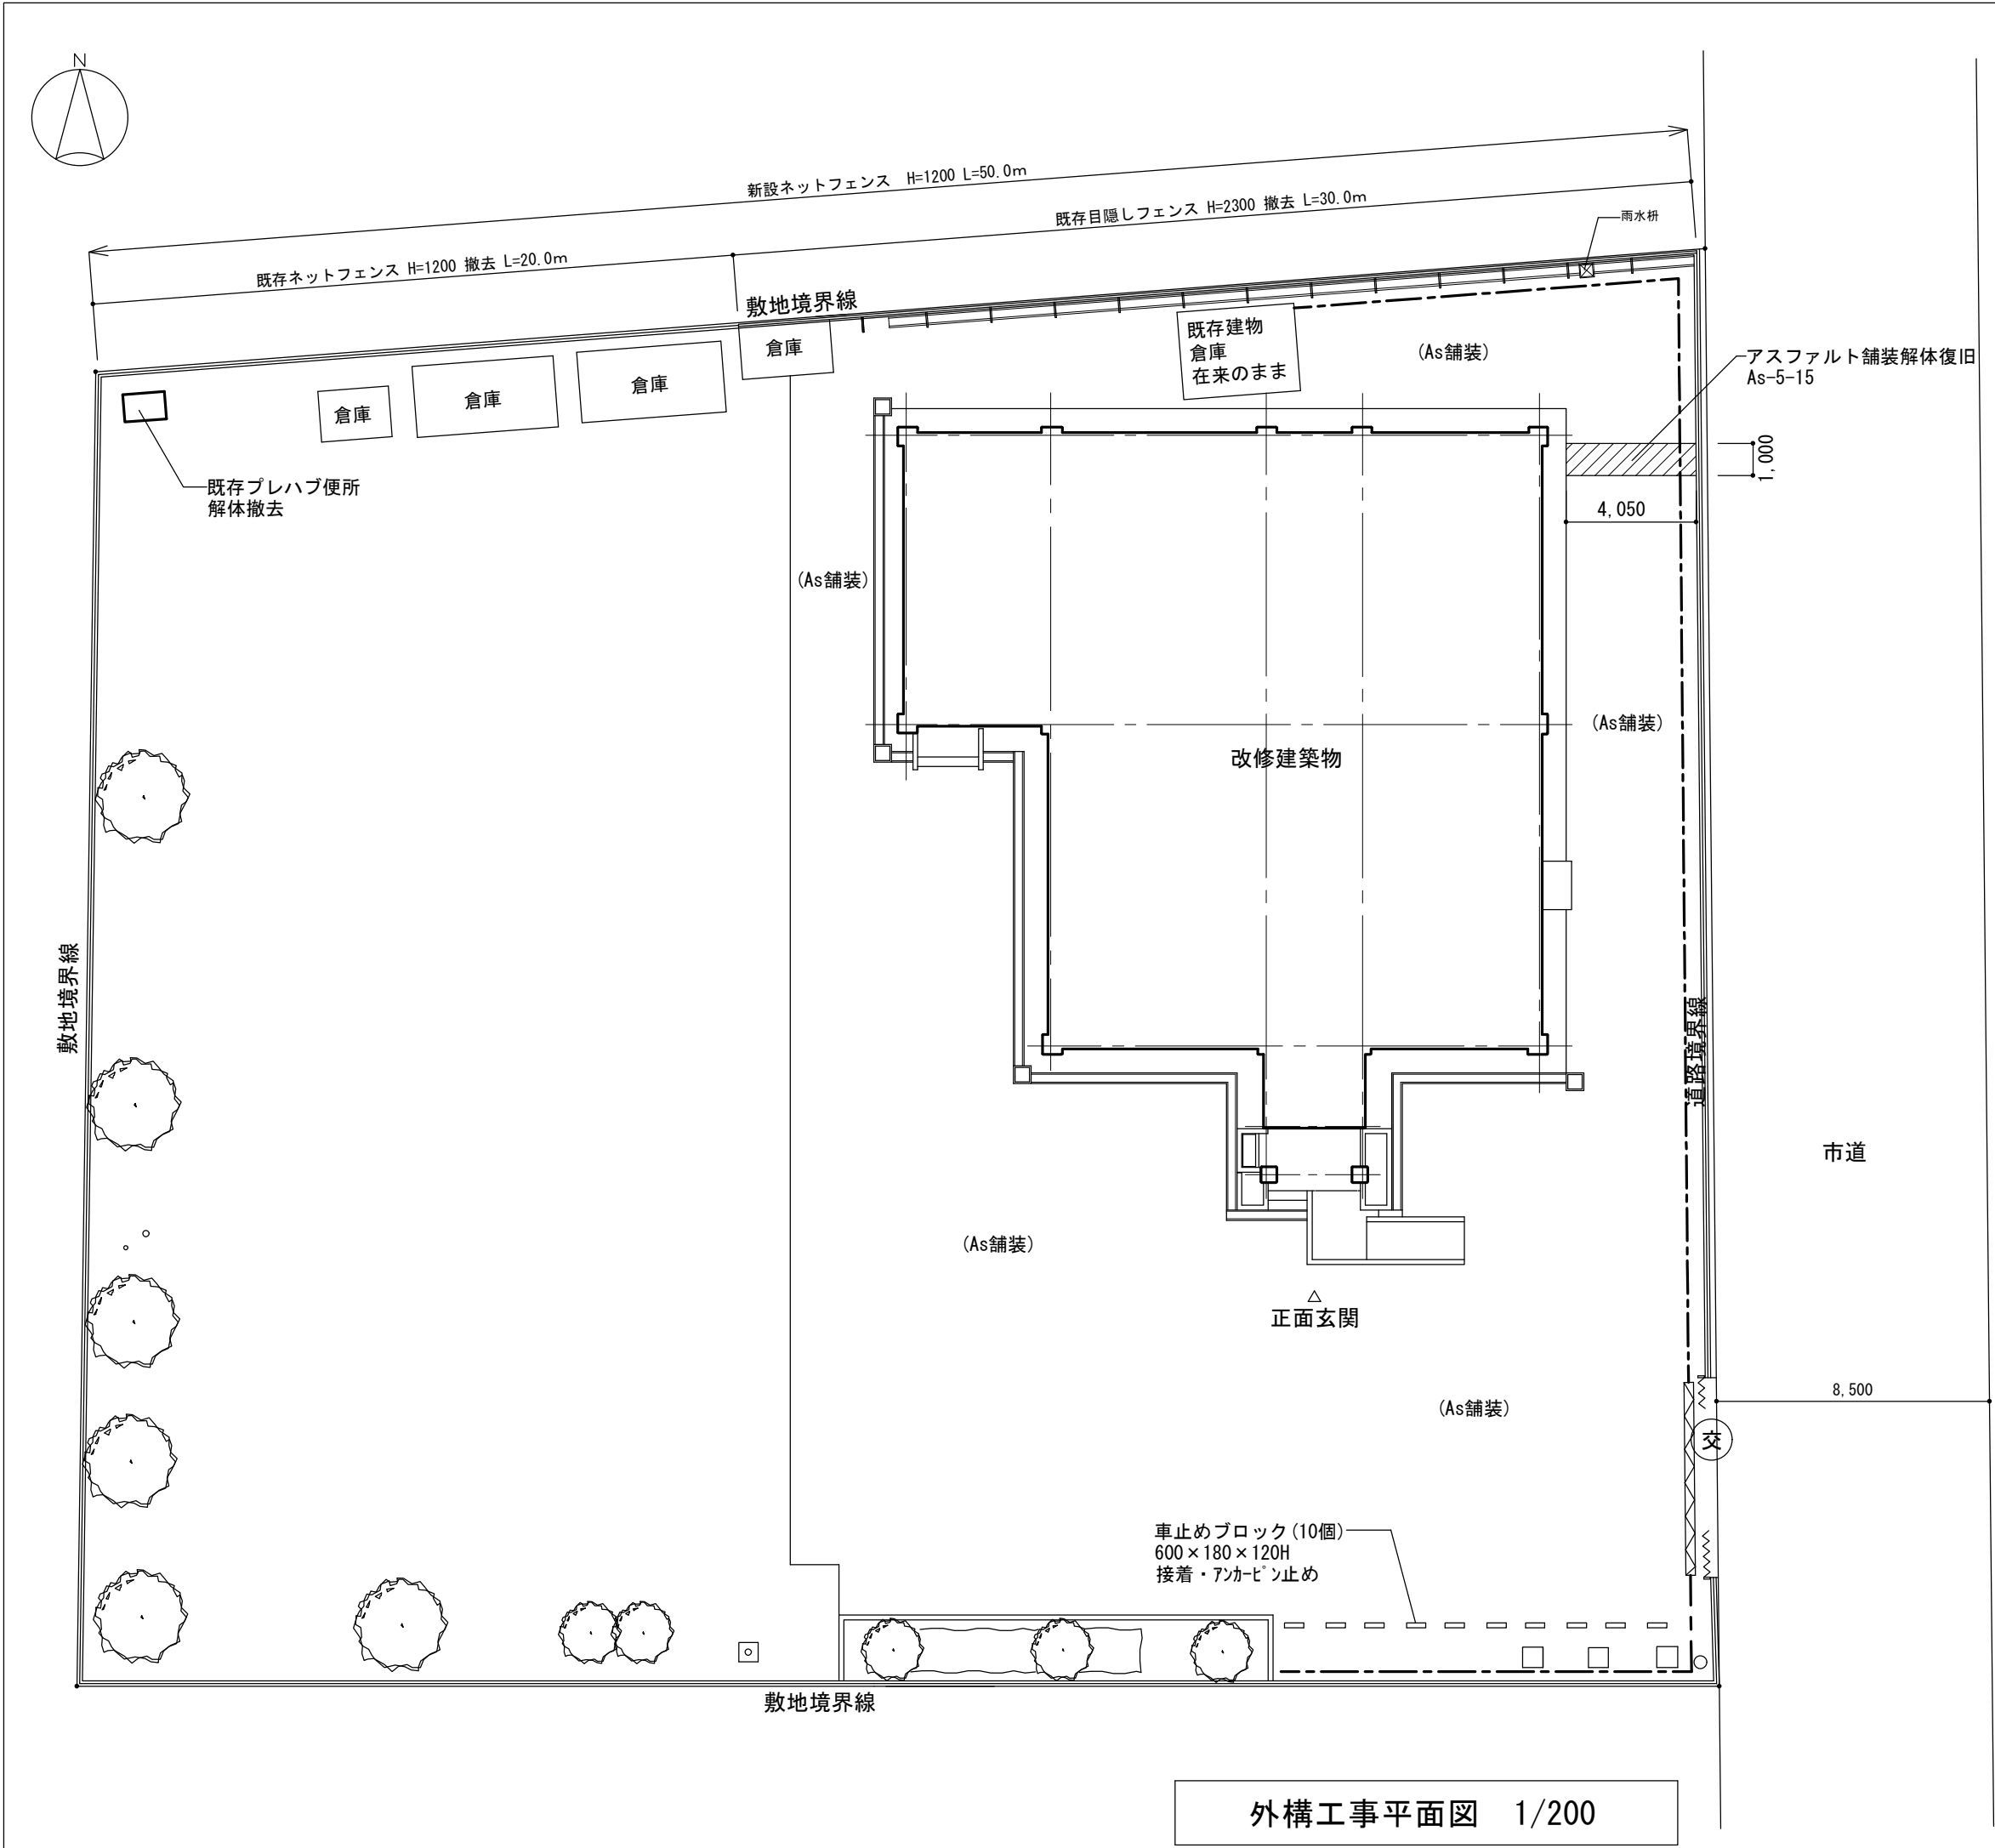 N
新設ネットフェンス H=1200 L=50.0m
既存目隠しフェンス H=2300 撤去 L=30.0m
雨水枡
既存ネットフェンス H=1200 撤去 L=20.0m
敷地境界線
倉庫
倉庫
倉庫
倉庫
既存建物
倉庫
在来のまま
(As舗装)
アスファルト舗装解体復旧
As-5-15
1,000
4,050
既存プレハブ便所
解体撤去
(As舗装)
(As舗装)
改修建築物
敷地境界線
道路境界線
市道
(As舗装)
正面玄関
8,500
(As舗装)
交
車止めブロック(10個)
600×180×120H
接着・ｱﾝｶｰﾋﾟﾝ止め
敷地境界線
外構工事平面図 1/200